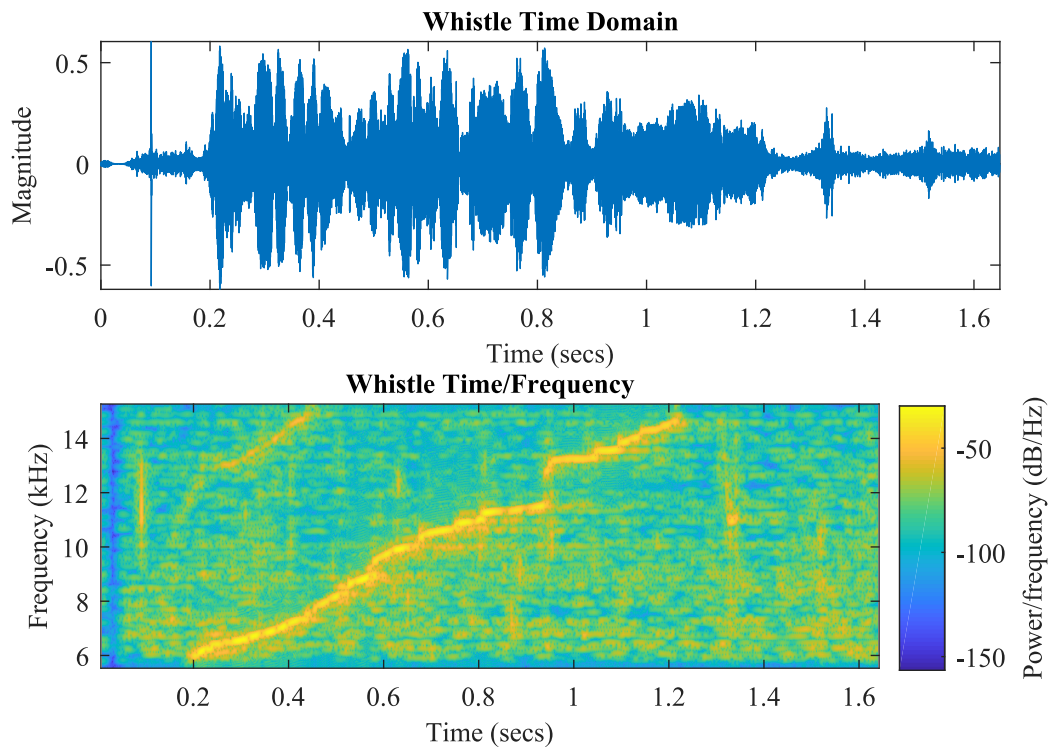 Whistle Time Domain
0.5
0
-0.5
Magnitude
0 0.2 0.4 0.6 0.8 1 1.2 1.4 1.6
Time (secs)
Whistle Time/Frequency
14
12
10
8
6
Frequency (kHz)
0.2 0.4 0.6 0.8 1 1.2 1.4 1.6
Time (secs)
-50
-100
-150
Power/frequency (dB/Hz)